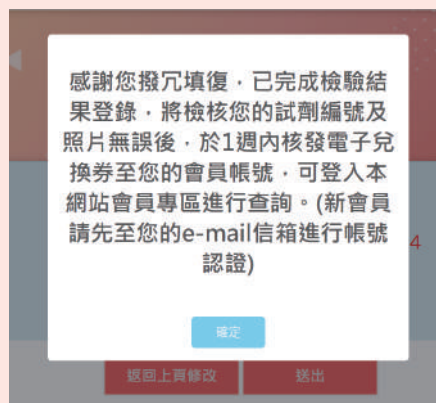 感謝您撥冗填復，已完成檢驗結
果登錄，將檢核您的試劑編號及
照片無誤後，於1週內核發電子兌
換券至您的會員帳號，可登入本
網站會員專區進行查詢。(新會員
請先至您的e-mail信箱進行帳號
認證)
4
確定
返回上頁修改
送出